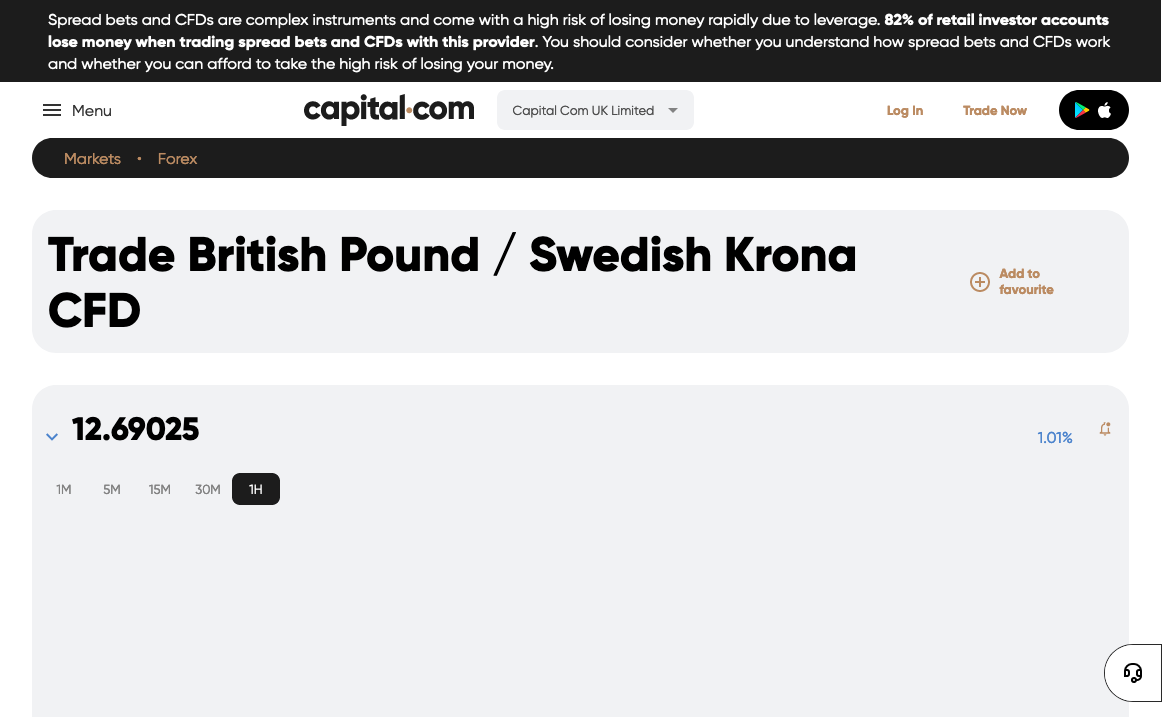 Spread bets and CFDs are complex instruments and come with a high risk of losing money rapidly due to leverage. 82% of retail investor accounts
lose money when trading spread bets and CFDs with this provider. You should consider whether you understand how spread bets and CFDs work
and whether you can afford to take the high risk of losing your money.
Menu
capital.com
Capital Com UK Limited
Log In
Trade Now
Markets • Forex
Trade British Pound / Swedish Krona
CFD
Add to
favourite
12.69025
1.01%
1M 5M 15M 30M 1H